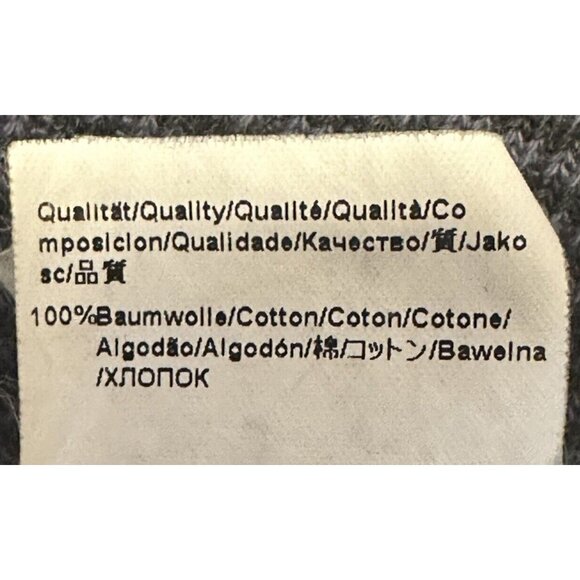 Qualität/Quality/Qualité/Qualità/Co
mposicion/Qualidade/Качество/質/Jako
sc/品質
100%Baumwolle/Cotton/Coton/Cotone/
Algodão/Algodón/棉/コットン/Bawelna
/ХЛОПОК